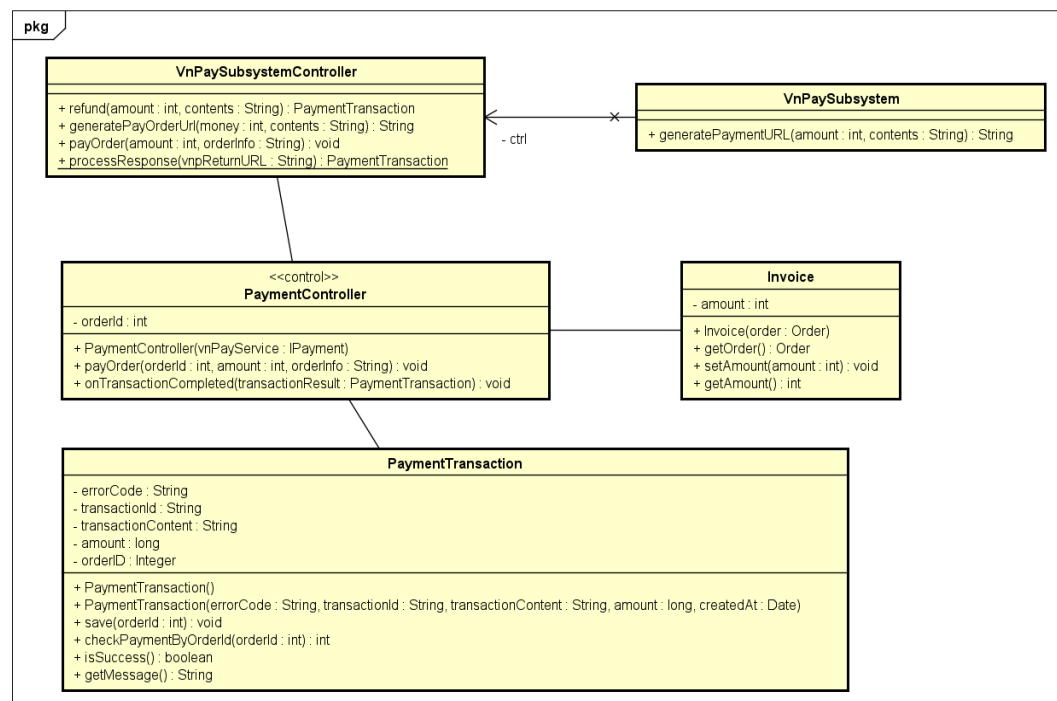 pkg
VnPaySubsystemController
+ refund(amount : int, contents : String) : PaymentTransaction
+ generatePayOrderUrl(money : int, contents : String) : String
+ payOrder(amount : int, orderInfo : String) : void
+ processResponse(vnpReturnURL : String) : PaymentTransaction
- ctrl
VnPaySubsystem
+ generatePaymentURL(amount : int, contents : String) : String
<<control>>
PaymentController
- orderId : int
+ PaymentController(vnPayService : IPayment)
+ payOrder(orderId : int, amount : int, orderInfo : String) : void
+ onTransactionCompleted(transactionResult : PaymentTransaction) : void
Invoice
- amount : int
+ Invoice(order : Order)
+ getOrder() : Order
+ setAmount(amount : int) : void
+ getAmount() : int
PaymentTransaction
- errorCode : String
- transactionId : String
- transactionContent : String
- amount : long
- orderID : Integer
+ PaymentTransaction()
+ PaymentTransaction(errorCode : String, transactionId : String, transactionContent : String, amount : long, createdAt : Date)
+ save(orderId : int) : void
+ checkPaymentByOrderId(orderId : int) : int
+ isSuccess() : boolean
+ getMessage() : String